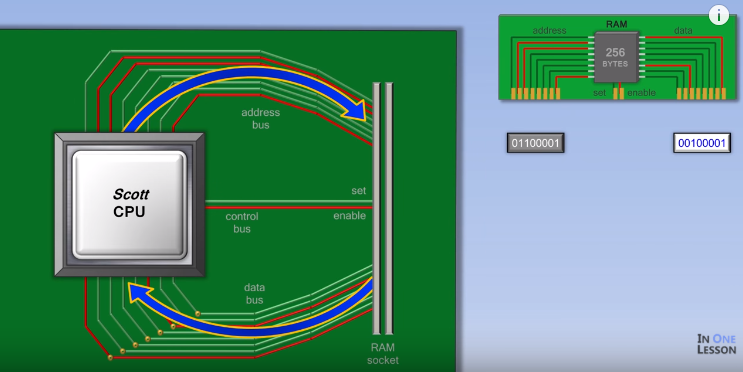 i
RAM
address
data
256
BYTES
set
enable
01100001
00100001
address
bus
Scott
CPU
set
enable
control
bus
data
bus
RAM
socket
IN ONE
LESSON